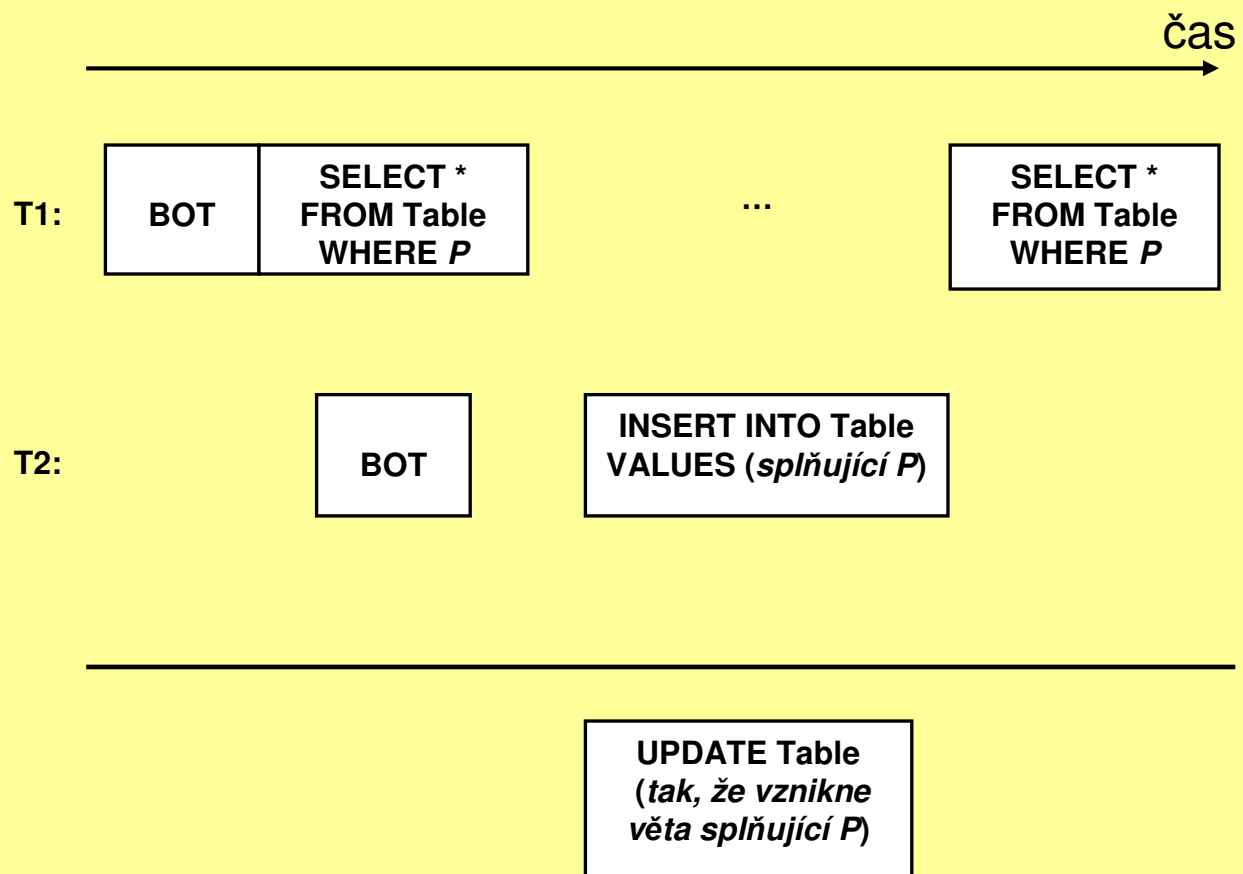 čas
T1:
BOT
SELECT *
FROM Table
WHERE P
...
SELECT *
FROM Table
WHERE P
T2:
BOT
INSERT INTO Table
VALUES (splňující P)
UPDATE Table
(tak, že vznikne
věta splňující P)